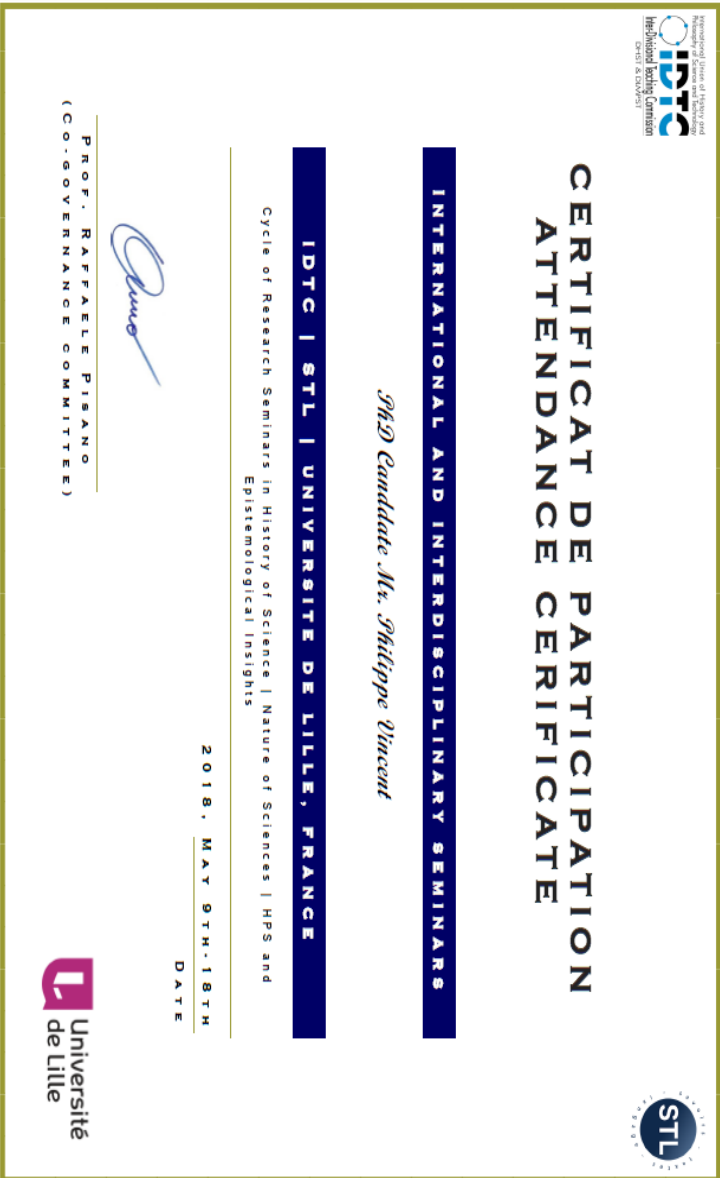 International Union of History and
Philosophy of Science and Technology
IDTC
Inter-Divisional Teaching Commission
DHST & DLMPST
STL
CERTIFICAT DE PARTICIPATION
ATTENDANCE CERIFICATE
INTERNATIONAL AND INTERDISCIPLINARY SEMINARS
PhD Canddate Mr. Philippe Vincent
IDTC | STL | UNIVERSITE DE LILLE, FRANCE
Cycle of Research Seminars in History of Science | Nature of Sciences | HPS and
Epistemological Insights
2018, MAY 9TH-18TH
DATE
PROF. RAFFAELE PISANO
(CO-GOVERNANCE COMMITTEE)
Université
de Lille